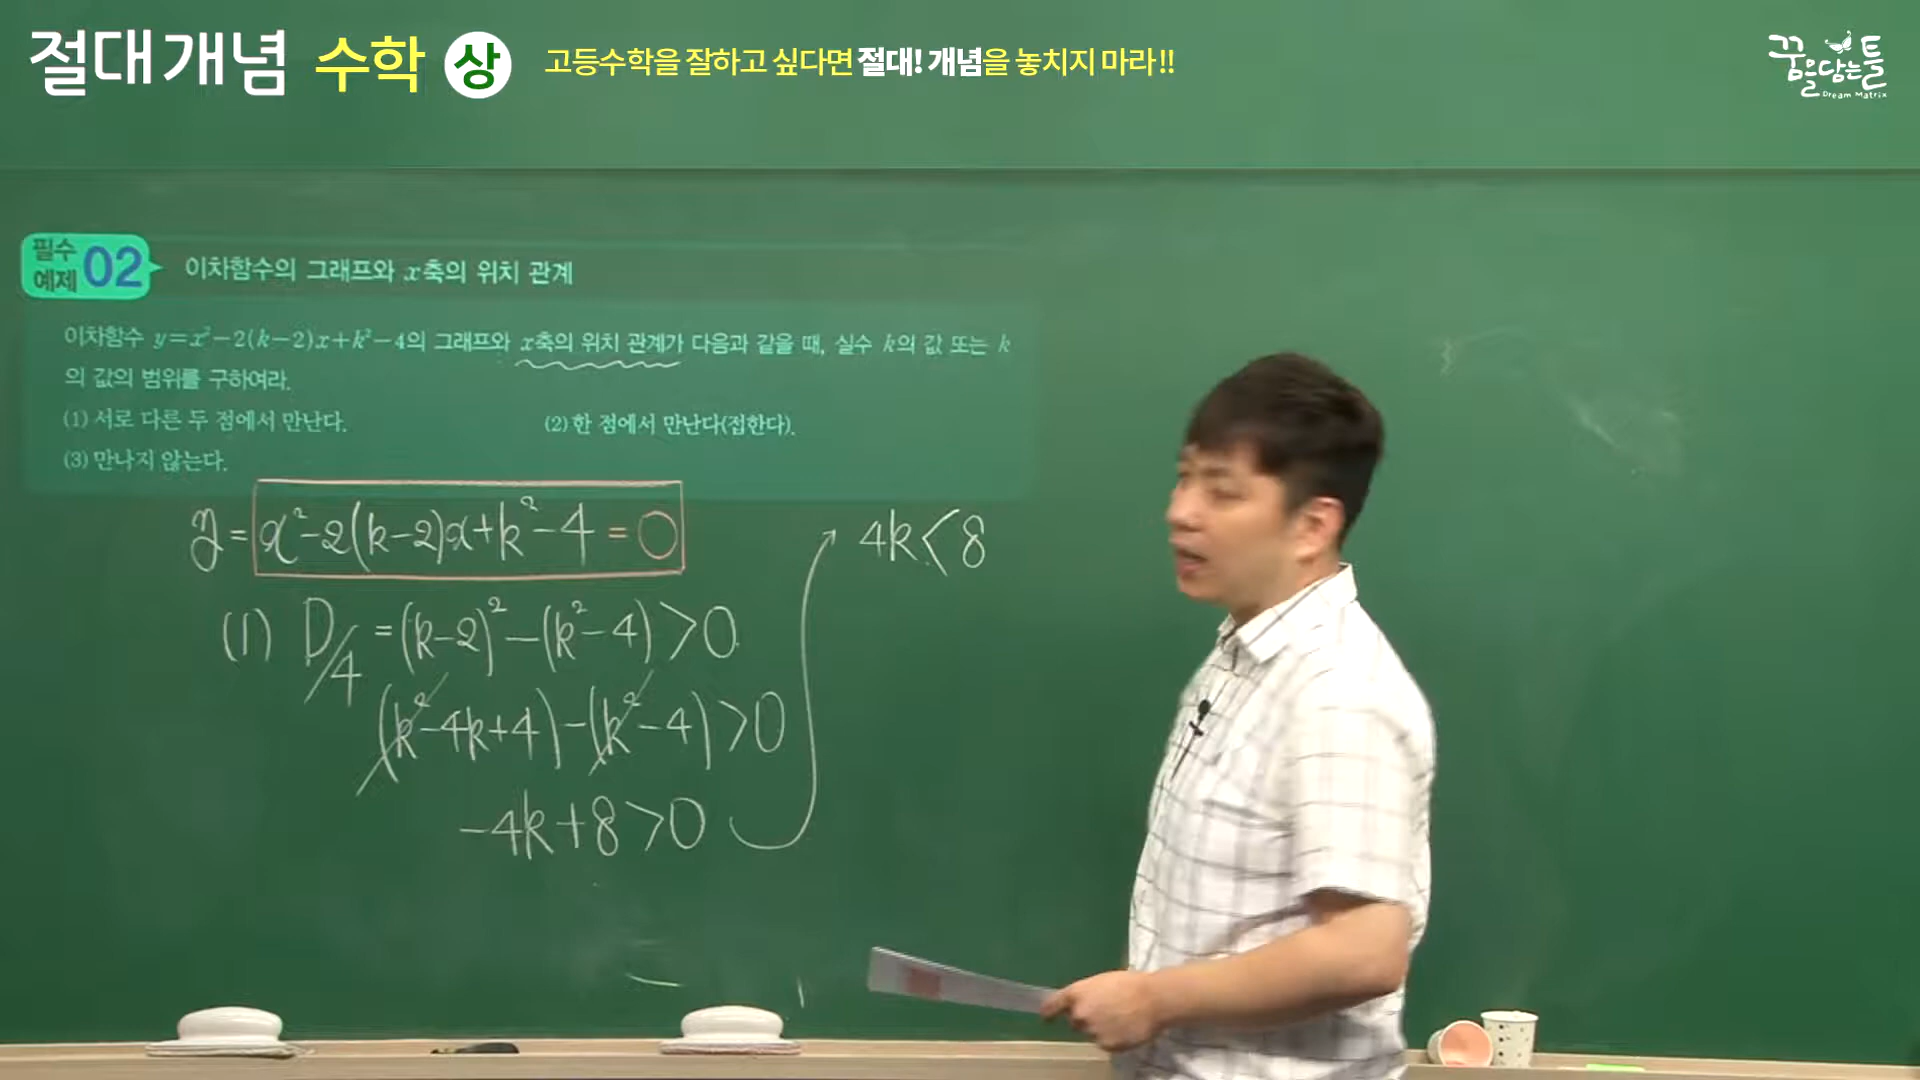 절대개념 수학 상 고등수학을 잘하고 싶다면 절대! 개념을 놓치지 마라!!
꿈을담는틀
Dream Matrix
필수 예제 02 이차함수의 그래프와 x축의 위치 관계
이차함수 y=x²-2(k-2)x+k²-4의 그래프와 x축의 위치 관계가 다음과 같을 때, 실수 k의 값 또는 k
의 값의 범위를 구하여라.
(1) 서로 다른 두 점에서 만난다. (2) 한 점에서 만난다(접한다).
(3) 만나지 않는다.
y=x²-2(k-2)x+k²-4=0
(1) D/4=(k-2)²-(k²-4)>0
(k²-4k+4)-(k²-4)>0
-4k+8>0
4k<8